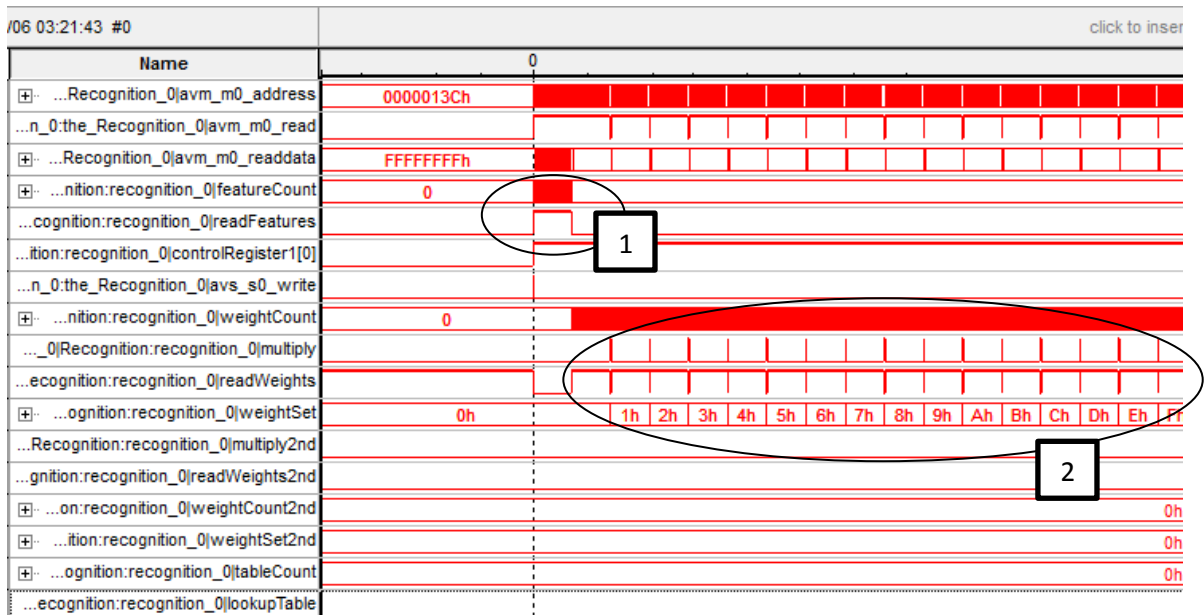 /06 03:21:43 #0 click to inser
Name 0
...Recognition_0|avm_m0_address 0000013Ch
...n_0:the_Recognition_0|avm_m0_read
...Recognition_0|avm_m0_readdata FFFFFFFFh
...nition:recognition_0|featureCount 0
...cognition:recognition_0|readFeatures
1
...ition:recognition_0|controlRegister1[0]
...n_0:the_Recognition_0|avs_s0_write
...nition:recognition_0|weightCount 0
..._0|Recognition:recognition_0|multiply
...ecognition:recognition_0|readWeights
...ognition:recognition_0|weightSet 0h 1h 2h 3h 4h 5h 6h 7h 8h 9h Ah Bh Ch Dh Eh Fh
...Recognition:recognition_0|multiply2nd
2
...gnition:recognition_0|readWeights2nd
...on:recognition_0|weightCount2nd 0h
...ition:recognition_0|weightSet2nd 0h
...ognition:recognition_0|tableCount 0h
...ecognition:recognition_0|lookupTable